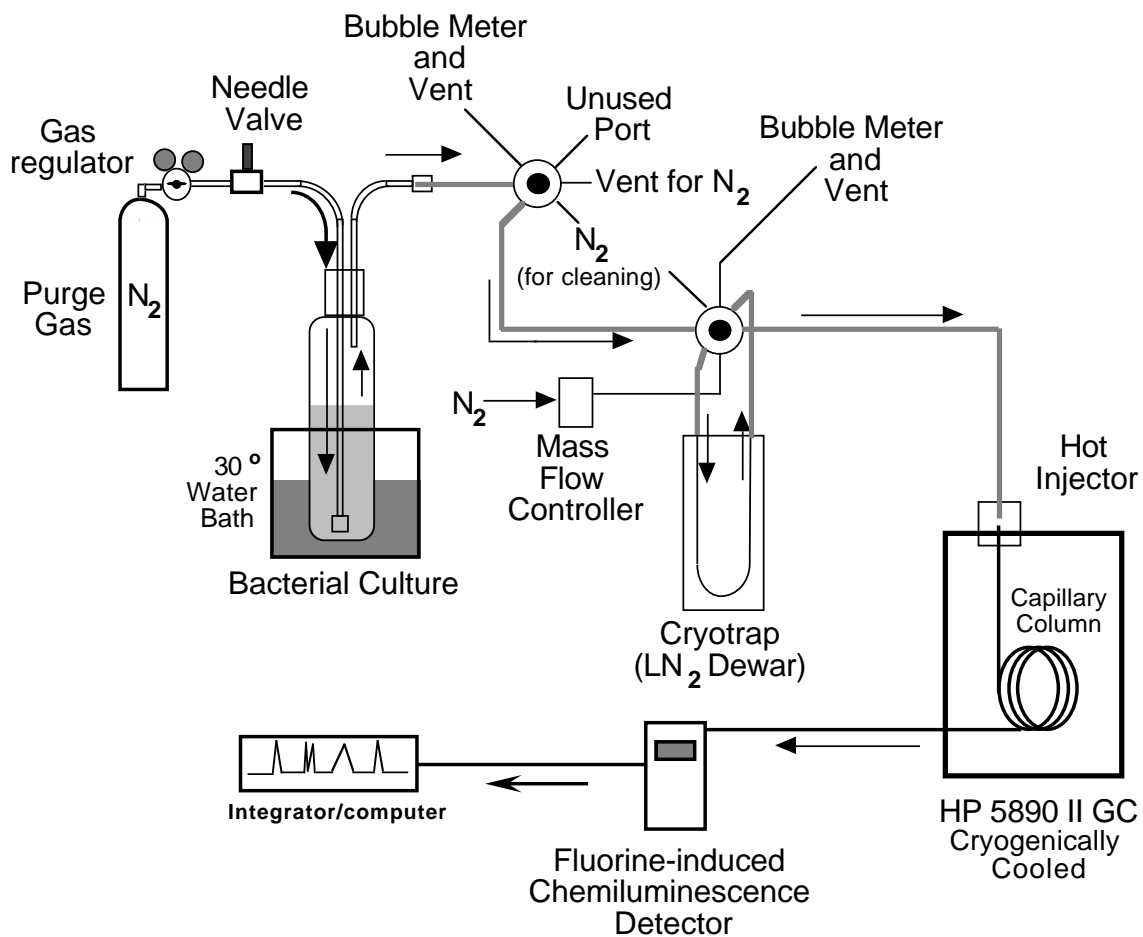 Bubble Meter
and
Vent
Needle
Valve
Unused
Port
Bubble Meter
and
Vent
Gas
regulator
Vent for N2
N2
(for cleaning)
Purge
Gas
N2
N2
Mass
Flow
Controller
30 º
Water
Bath
Hot
Injector
Bacterial Culture
Capillary
Column
Cryotrap
(LN2 Dewar)
Integrator/computer
HP 5890 II GC
Cryogenically
Cooled
Fluorine-induced
Chemiluminescence
Detector